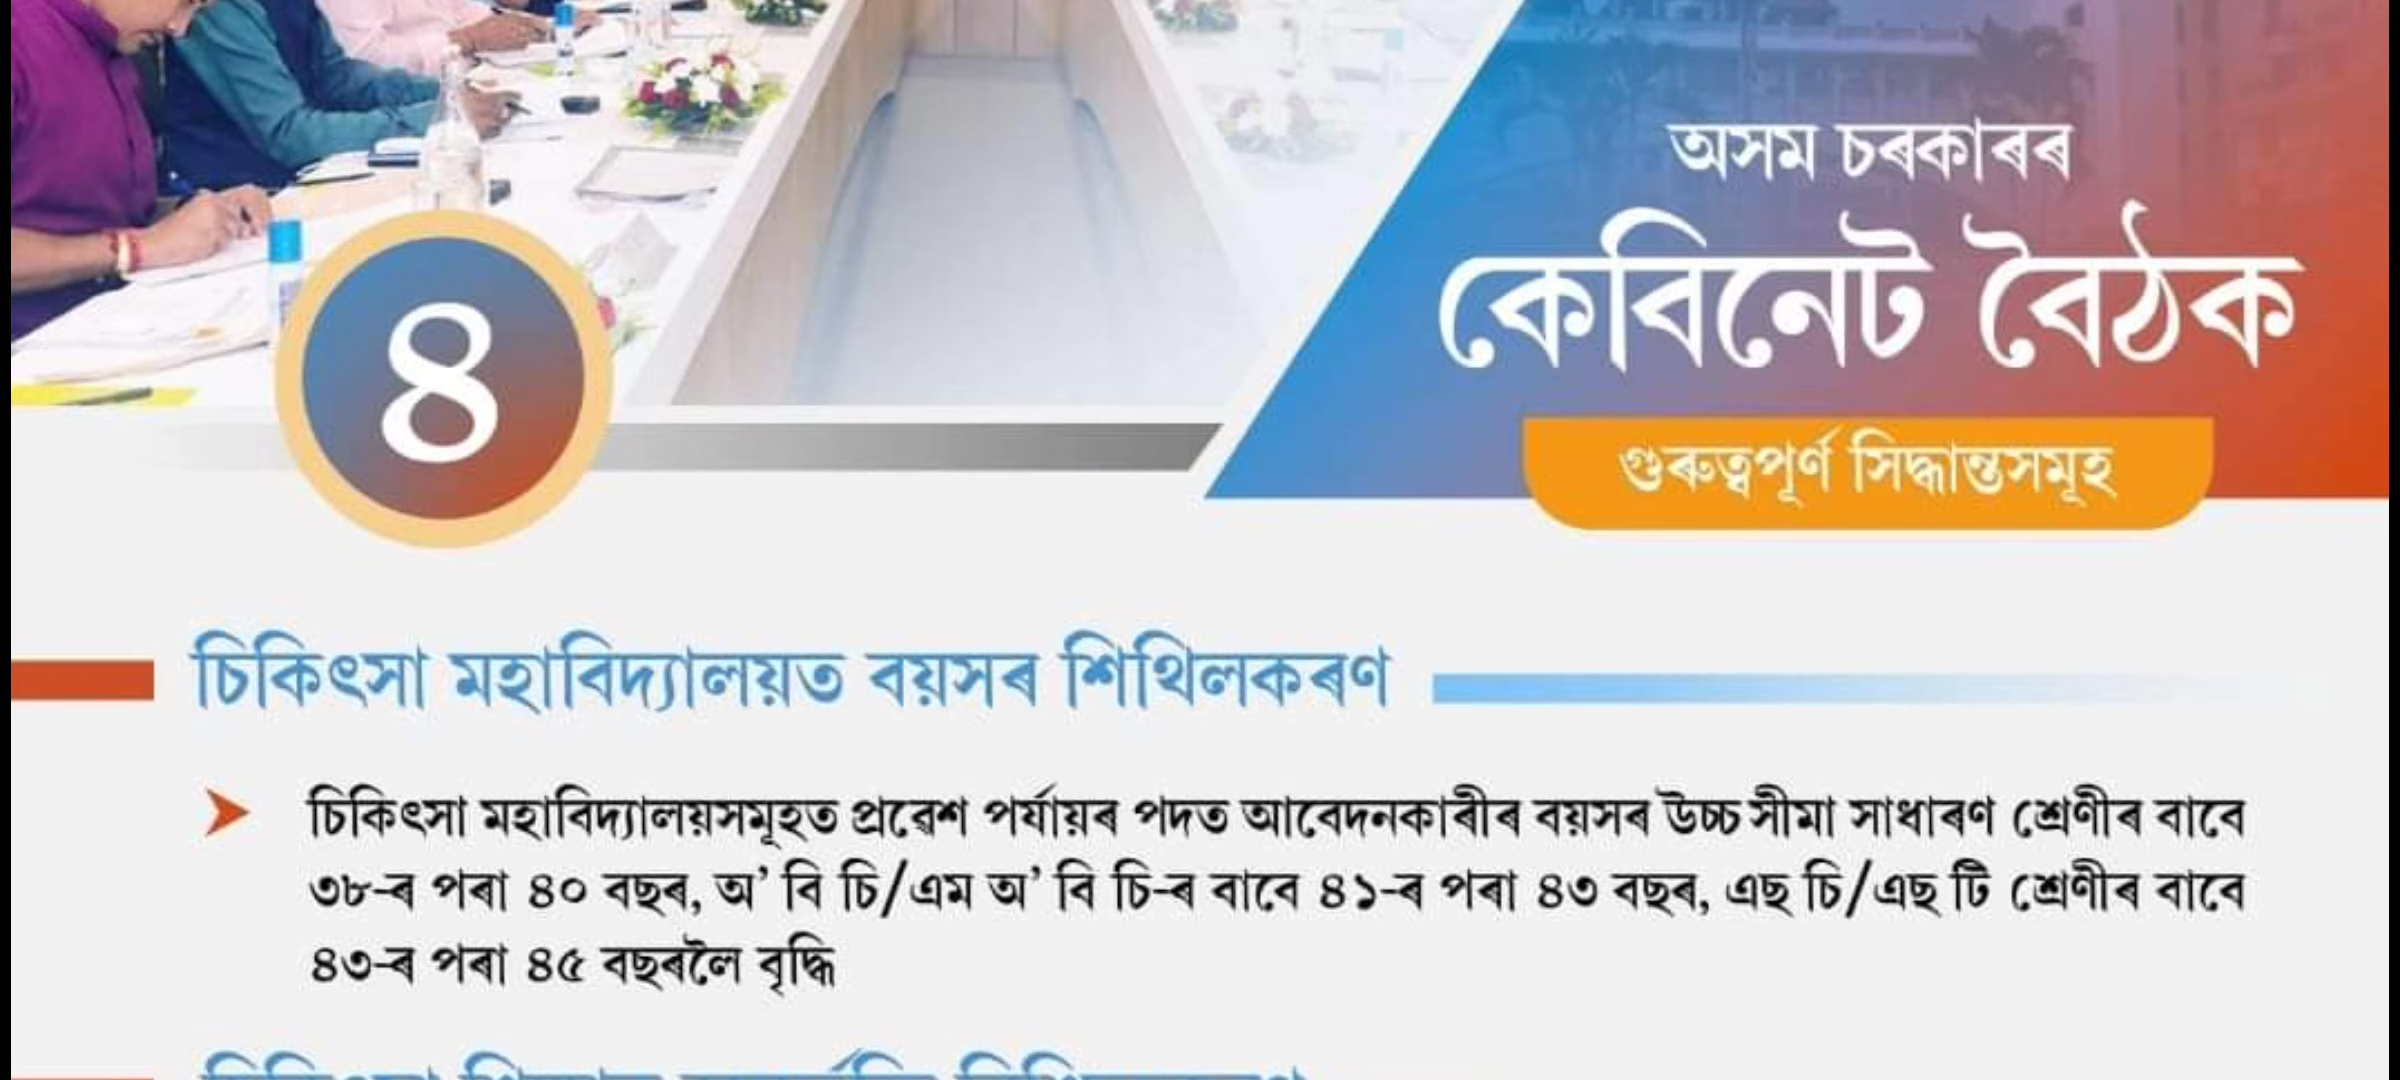 অসম চৰকাৰৰ
কেবিনেট বৈঠক
গুৰুত্বপূৰ্ণ সিদ্ধান্তসমূহ
৪
চিকিৎসা মহাবিদ্যালয়ত বয়সৰ শিথিলকৰণ
➤ চিকিৎসা মহাবিদ্যালয়সমূহত প্ৰৱেশ পৰ্যায়ৰ পদত আবেদনকাৰীৰ বয়সৰ উচ্চ সীমা সাধাৰণ শ্ৰেণীৰ বাবে
৩৮-ৰ পৰা ৪০ বছৰ, অ’ বি চি/এম অ’ বি চি-ৰ বাবে ৪১-ৰ পৰা ৪৩ বছৰ, এছ চি/এছ টি শ্ৰেণীৰ বাবে
৪৩-ৰ পৰা ৪৫ বছৰলৈ বৃদ্ধি